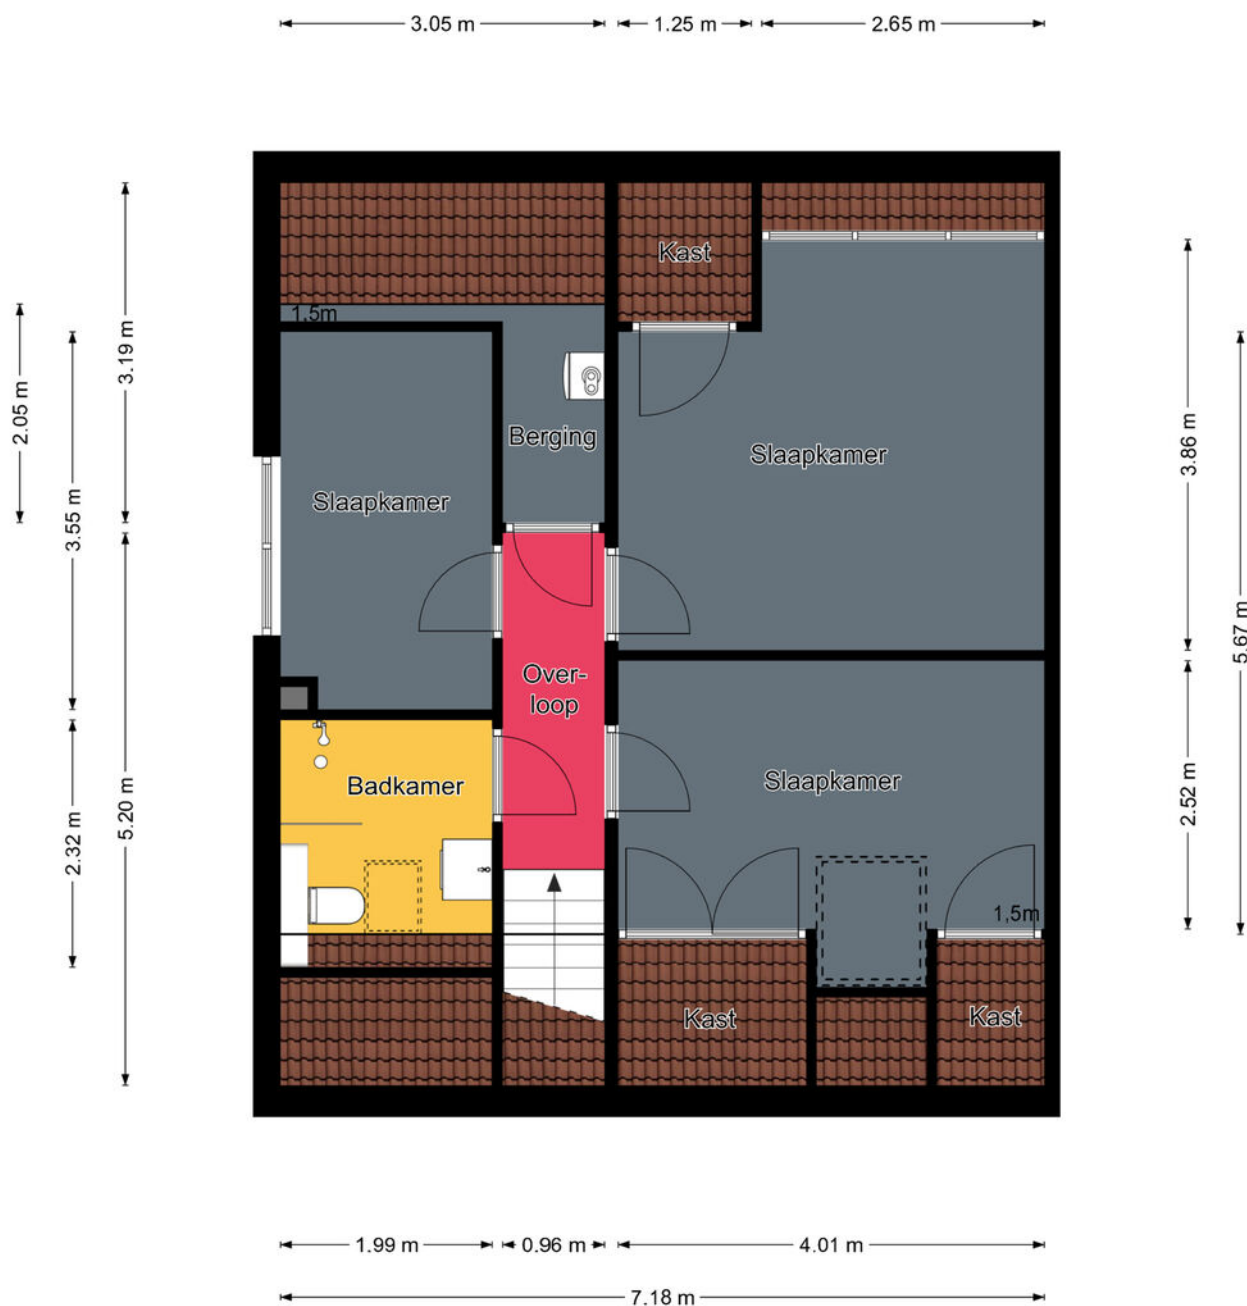 3.05 m
1.25 m
2.65 m
Kast
1,5m
3.19 m
2.05 m
3.86 m
Berging
Slaapkamer
Slaapkamer
3.55 m
5.67 m
Over-
loop
Badkamer
Slaapkamer
2.52 m
5.20 m
2.32 m
1,5m
Kast
Kast
1.99 m
0.96 m
4.01 m
7.18 m